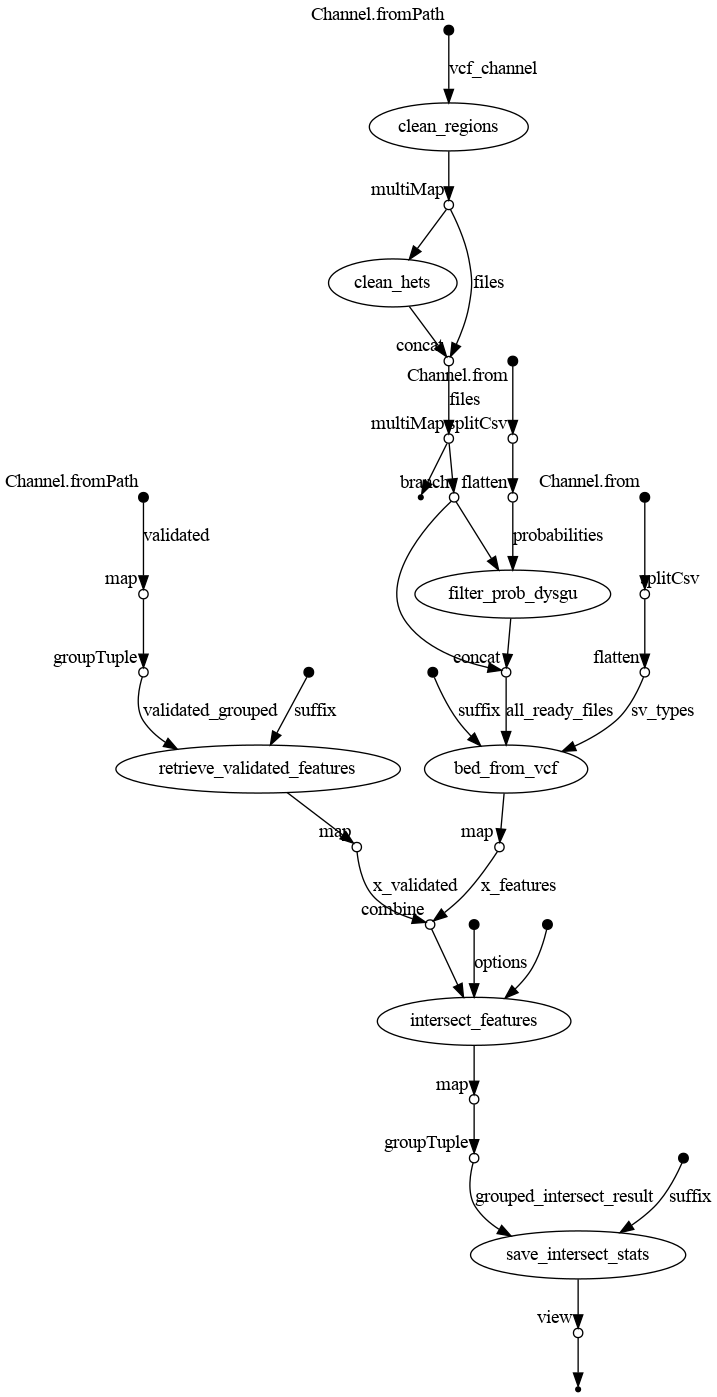 Channel.fromPath
vcf_channel
clean_regions
multiMap
clean_hets
files
concat
Channel.from
files
multiMap
splitCsv
branch
flatten
Channel.fromPath
Channel.from
validated
probabilities
map
filter_prob_dysgu
splitCsv
groupTuple
concat
flatten
validated_grouped
suffix
suffix
all_ready_files
sv_types
retrieve_validated_features
bed_from_vcf
map
map
x_validated
x_features
combine
options
intersect_features
map
groupTuple
grouped_intersect_result
suffix
save_intersect_stats
view